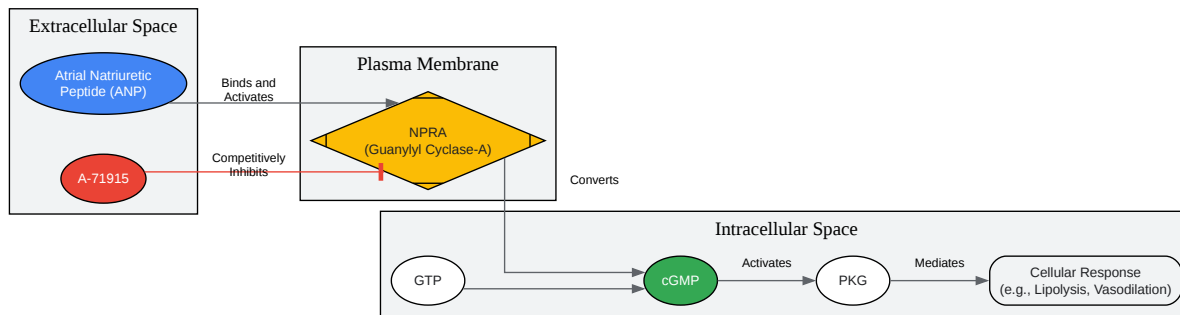 Extracellular Space
Atrial Natriuretic
Peptide (ANP)
A-71915
Binds and
Activates
Competitively
Inhibits
Plasma Membrane
NPRA
(Guanylyl Cyclase-A)
Converts
Intracellular Space
GTP
cGMP
Activates
PKG
Mediates
Cellular Response
(e.g., Lipolysis, Vasodilation)